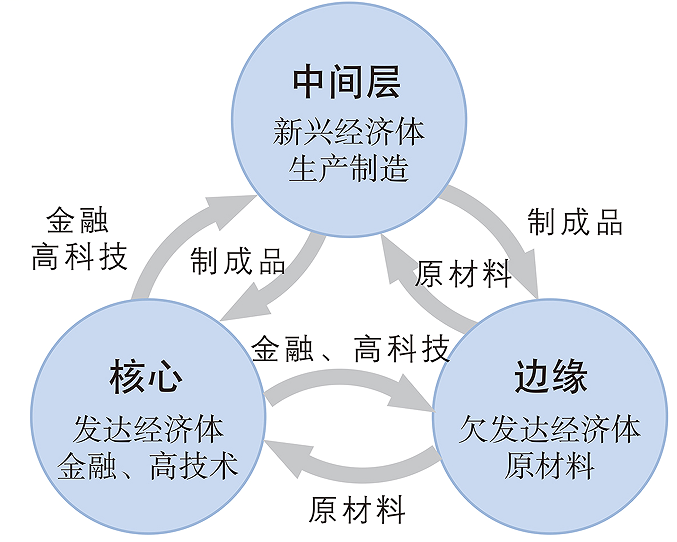 中间层
新兴经济体
生产制造
金融
高科技
制成品
制成品
原材料
金融、高科技
核心
发达经济体
金融、高技术
边缘
欠发达经济体
原材料
原材料